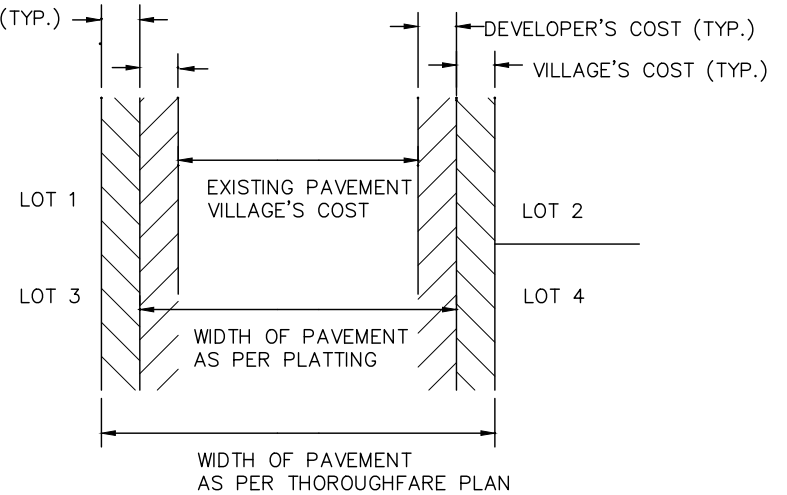 (TYP.)
DEVELOPER'S COST (TYP.)
VILLAGE'S COST (TYP.)
EXISTING PAVEMENT
VILLAGE'S COST
LOT 1
LOT 2
LOT 3
LOT 4
WIDTH OF PAVEMENT
AS PER PLATTING
WIDTH OF PAVEMENT
AS PER THOROUGHFARE PLAN